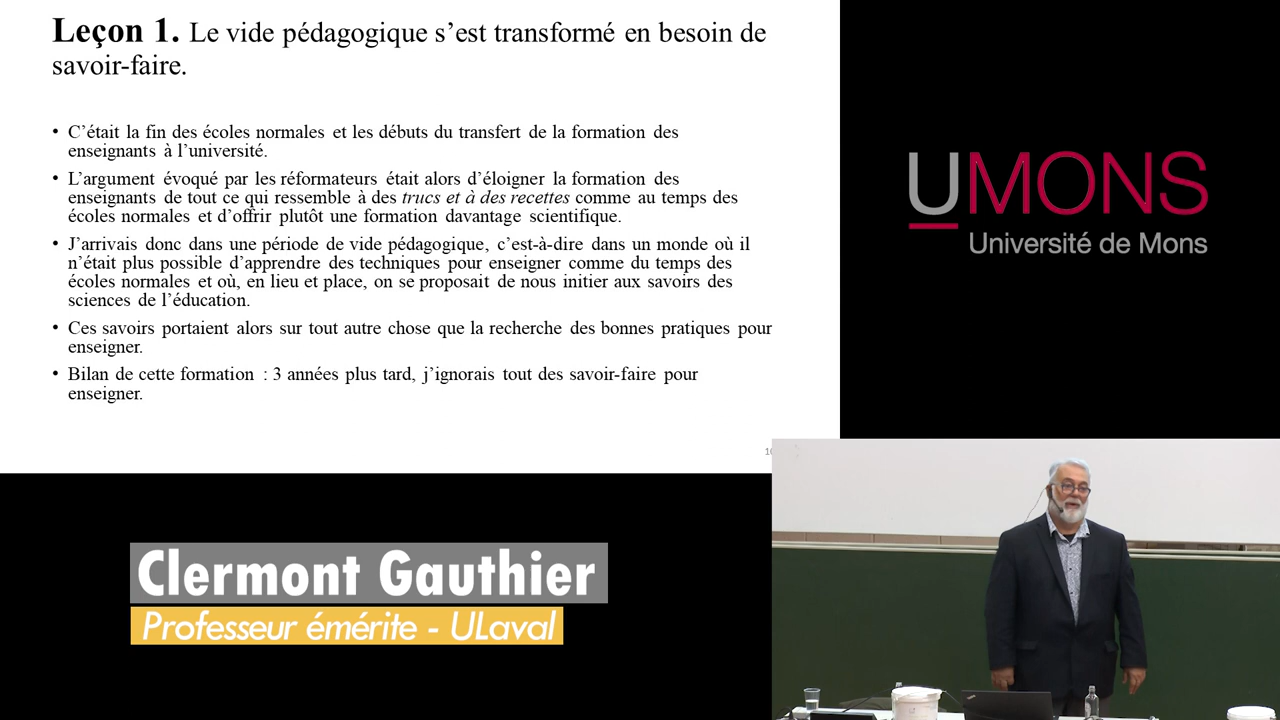 Leçon 1. Le vide pédagogique s’est transformé en besoin de
savoir-faire.
• C’était la fin des écoles normales et les débuts du transfert de la formation des
enseignants à l’université.
• L’argument évoqué par les réformateurs était alors d’éloigner la formation des
enseignants de tout ce qui ressemble à des trucs et à des recettes comme au temps des
écoles normales et d’offrir plutôt une formation davantage scientifique.
• J’arrivais donc dans une période de vide pédagogique, c’est-à-dire dans un monde où il
n’était plus possible d’apprendre des techniques pour enseigner comme du temps des
écoles normales et où, en lieu et place, on se proposait de nous initier aux savoirs des
sciences de l’éducation.
• Ces savoirs portaient alors sur tout autre chose que la recherche des bonnes pratiques pour
enseigner.
• Bilan de cette formation : 3 années plus tard, j’ignorais tout des savoir-faire pour
enseigner.
UMONS
Université de Mons
Clermont Gauthier
Professeur émérite - ULaval